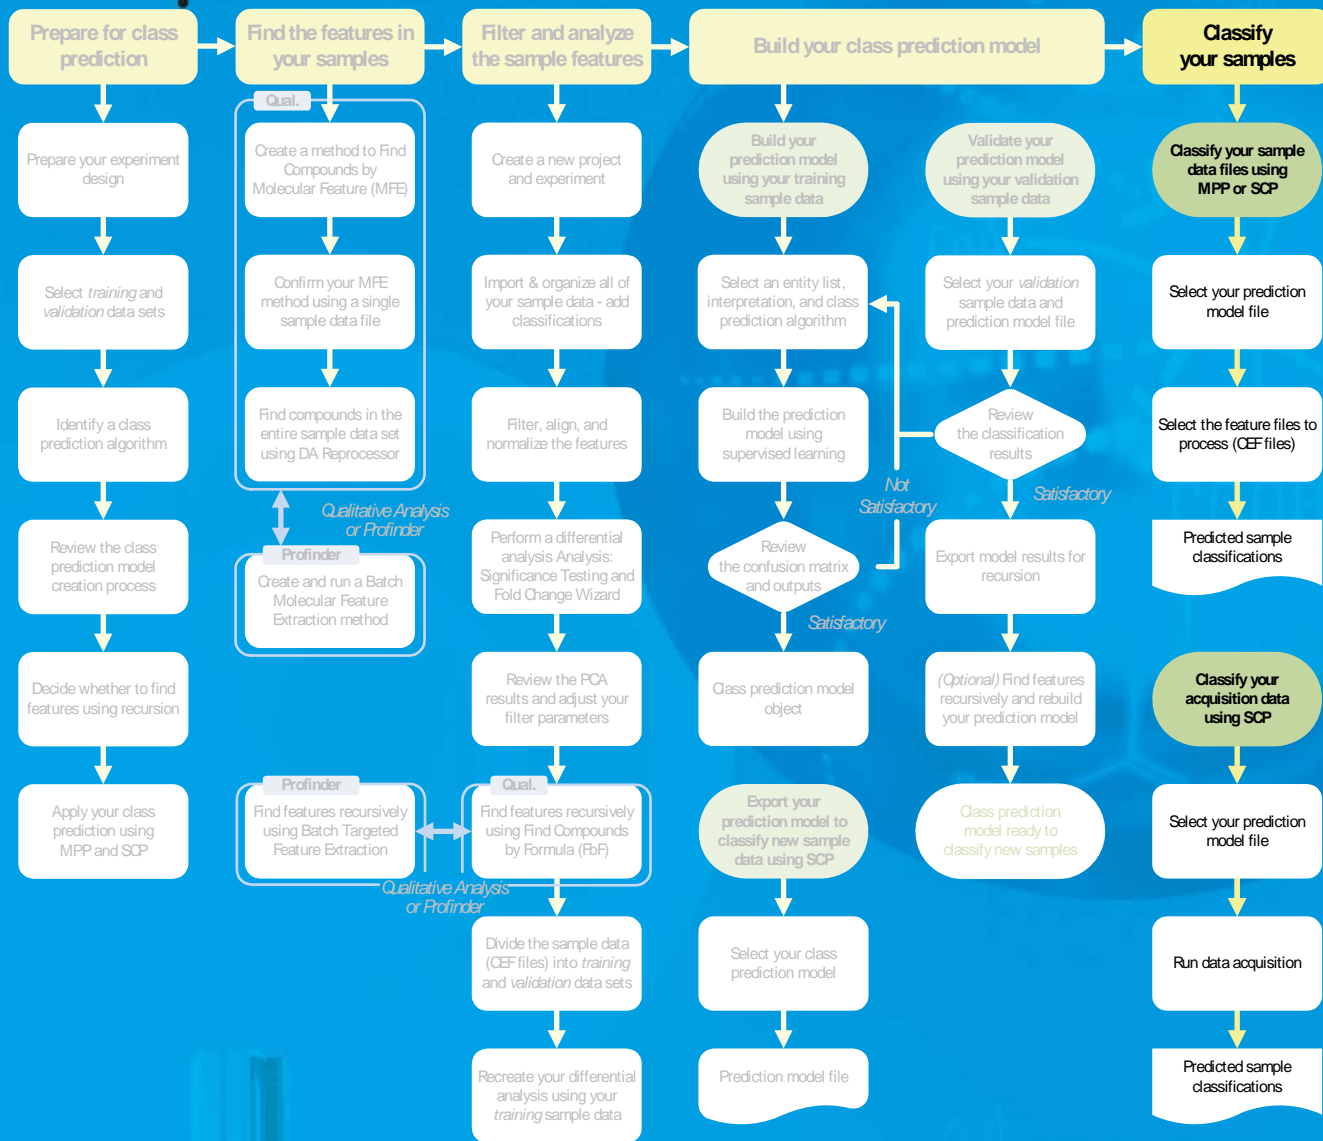 Prepare for class
prediction
Find the features in
your samples
Filter and analyze
the sample features
Build your class prediction model
Classify
your samples
Prepare your experiment
design
Select training and
validation data sets
Identify a class
prediction algorithm
Review the class
prediction model
creation process
Decide whether to find
features using recursion
Apply your class
prediction using
MPP and SCP
Qual.
Create a method to Find
Compounds by
Molecular Feature (MFE)
Confirm your MFE
method using a single
sample data file
Find compounds in the
entire sample data set
using DA Reprocessor
Qualitative Analysis
or Profinder
Profinder
Create and run a Batch
Molecular Feature
Extraction method
Profinder
Find features recursively
using Batch Targeted
Feature Extraction
Qualitative Analysis
or Profinder
Create a new project
and experiment
Import & organize all of
your sample data - add
classifications
Filter, align, and
normalize the features
Perform a differential
analysis Analysis:
Significance Testing and
Fold Change Wizard
Review the PCA
results and adjust your
filter parameters
Qual.
Find features recursively
using Find Compounds
by Formula (FbF)
Divide the sample data
(CEF files) into training
and validation data sets
Recreate your differential
analysis using your
training sample data
Build your
prediction model
using your training
sample data
Select an entity list,
interpretation, and class
prediction algorithm
Build the prediction
model using
supervised learning
Review
the confusion matrix
and outputs
Not
Satisfactory
Satisfactory
Class prediction model
object
Export your
prediction model to
classify new sample
data using SCP
Select your class
prediction model
Prediction model file
Validate your
prediction model
using your validation
sample data
Select your validation
sample data and
prediction model file
Review
the classification
results
Satisfactory
Export model results for
recursion
(Optional) Find features
recursively and rebuild
your prediction model
Class prediction
model ready to
classify new samples
Classify your sample
data files using
MPP or SCP
Select your prediction
model file
Select the feature files to
process (CEF files)
Predicted sample
classifications
Classify your
acquisition data
using SCP
Select your prediction
model file
Run data acquisition
Predicted sample
classifications